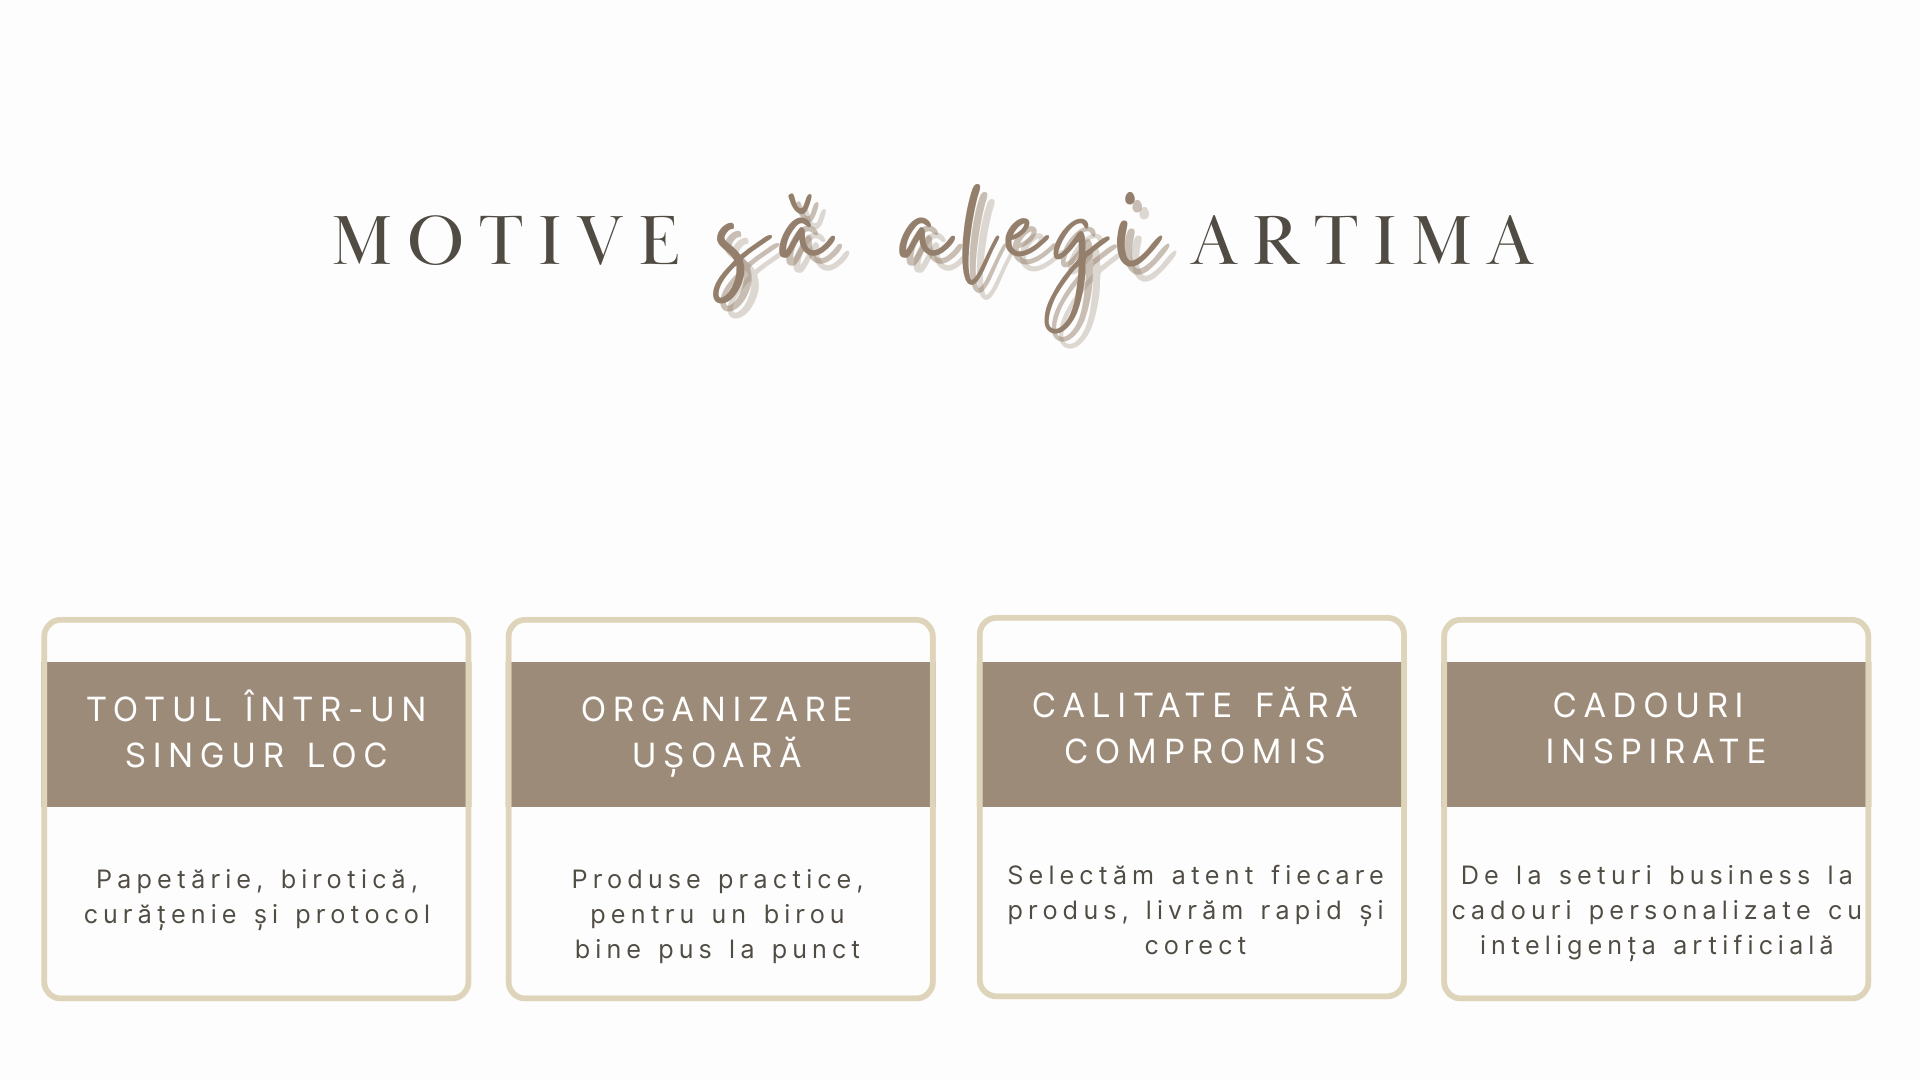 MOTIVE să alegi ARTIMA
TOTUL ÎNTR-UN
SINGUR LOC
Papetărie, birotică,
curățenie și protocol
ORGANIZARE
UȘOARĂ
Produse practice,
pentru un birou
bine pus la punct
CALITATE FĂRĂ
COMPROMIS
Selectăm atent fiecare
produs, livrăm rapid și
corect
CADOURI
INSPIRATE
De la seturi business la
cadouri personalizate cu
inteligența artificială